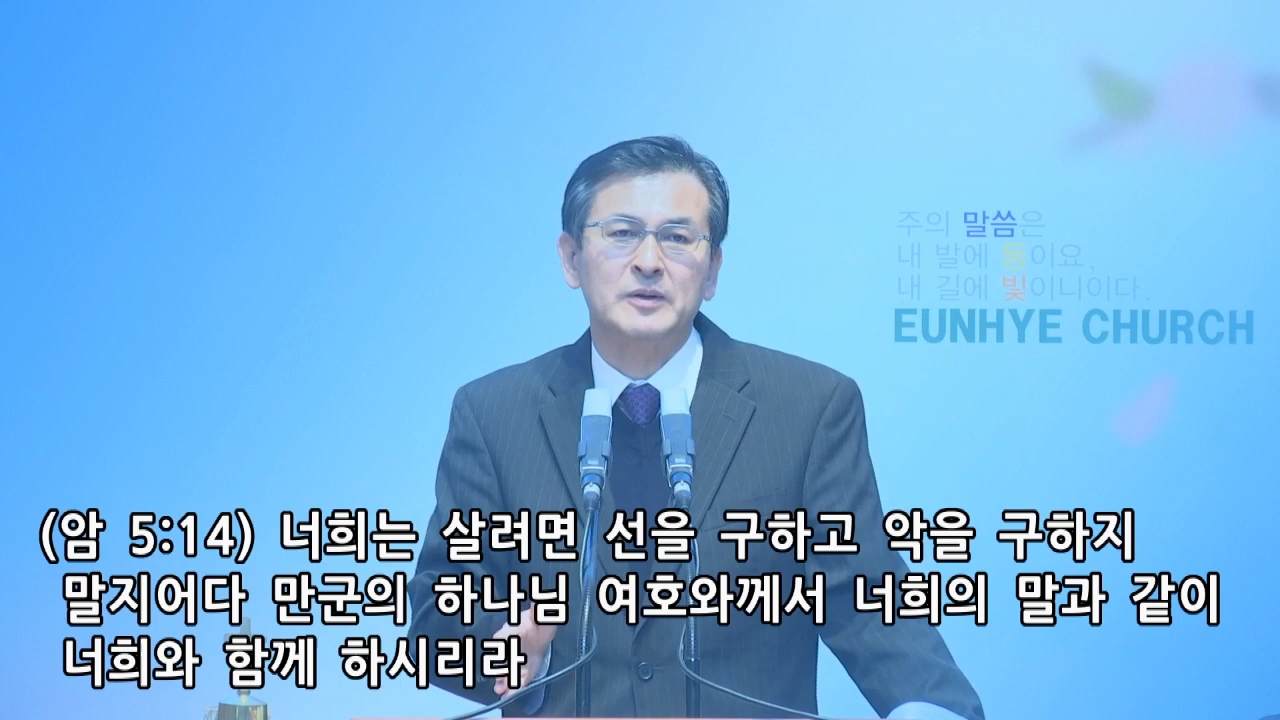 주의 말씀은
내 발에 등이요,
내 길에 빛이니이다.
EUNHYE CHURCH
(암 5:14) 너희는 살려면 선을 구하고 악을 구하지
말지어다 만군의 하나님 여호와께서 너희의 말과 같이
너희와 함께 하시리라